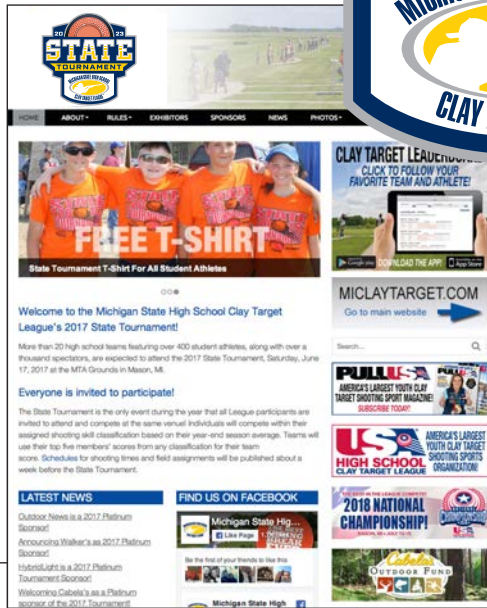 20 23
STATE
TOURNAMENT
MICHIGAN STATE HIGH SCHOOL
CLAY TARGET LEAGUE
CLAY
HOME ABOUT RULES EXHIBITORS SPONSORS NEWS PHOTOS
FREE T-SHIRT
State Tournament T-Shirt For All Student Athletes
Welcome to the Michigan State High School Clay Target
League's 2017 State Tournament!
More than 20 high school teams featuring over 400 student athletes, along with over a
thousand spectators, are expected to attend the 2017 State Tournament, Saturday, June
17, 2017 at the MTA Grounds in Mason, MI.
Everyone is invited to participate!
The State Tournament is the only event during the year that all League participants are
invited to attend and compete at the same venue! Individuals will compete within their
assigned shooting skill classification based on their year-end season average. Teams will
use their top five members' scores from any classification for their team
score. Schedules for shooting times and field assignments will be published about a
week before the State Tournament.
LATEST NEWS
Outdoor News is a 2017 Platinum
Sponsor!
Announcing Walker's as 2017 Platinum
Sponsor!
HybridLight is a 2017 Platinum
Tournament Sponsor!
Welcoming Cabela's as a Platinum
sponsor of the 2017 Tournament!
FIND US ON FACEBOOK
Michigan State Hig...
Like Page
Be the first of your friends to like this
Michigan State High
CLAY TARGET
CLICK TO FOLLOW YOUR
FAVORITE TEAM AND ATHLETE!
Google play
DOWNLOAD THE APP!
App Store
MICLAYTARGET.COM
Go to main website
Search...
PULL USA
AMERICA'S LARGEST YOUTH CLAY
TARGET SHOOTING SPORT MAGAZINE!
SUBSCRIBE TODAY!
USA
HIGH SCHOOL
CLAY TARGET LEAGUE
AMERICA'S LARGEST
YOUTH CLAY TARGET
SHOOTING SPORTS
ORGANIZATION!
2018 NATIONAL
CHAMPIONSHIP!
Cabela's
OUTDOOR FUND